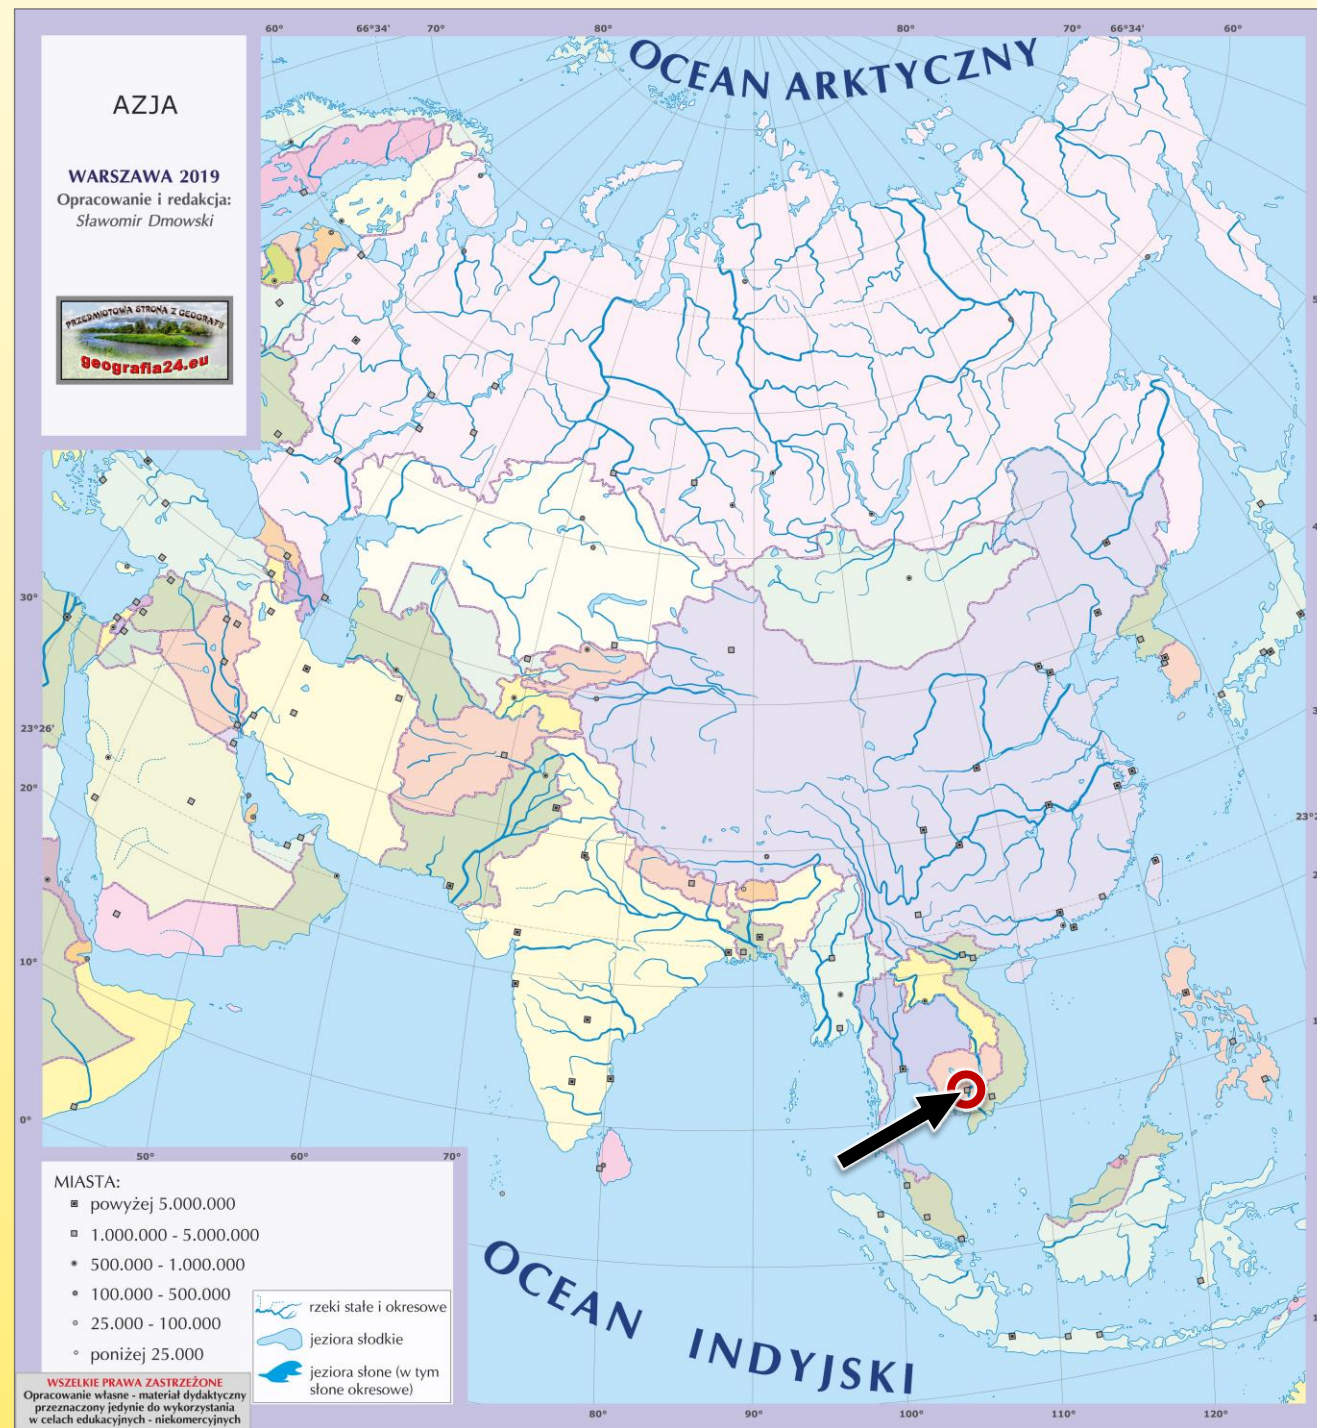 60°
66°34'
70°
80°
80°
70°
66°34'
60°
OCEAN ARKTYCZNY
AZJA
WARSZAWA 2019
Opracowanie i redakcja:
Sławomir Dmowski
PRZEDMIOTOWA STRONA Z GEOGRAFII
geografia24.eu
30°
23°26'
20°
10°
0°
50°
60°
70°
MIASTA:
powyżej 5.000.000
1.000.000 - 5.000.000
500.000 - 1.000.000
100.000 - 500.000
25.000 - 100.000
poniżej 25.000
rzeki stałe i okresowe
jeziora słodkie
jeziora słone (w tym
słone okresowe)
OCEAN INDYJSKI
WSZELKIE PRAWA ZASTRZEŻONE
Opracowanie własne - materiał dydaktyczny
przeznaczony jedynie do wykorzystania
w celach edukacyjnych - niekomercyjnych
80°
90°
100°
110°
120°